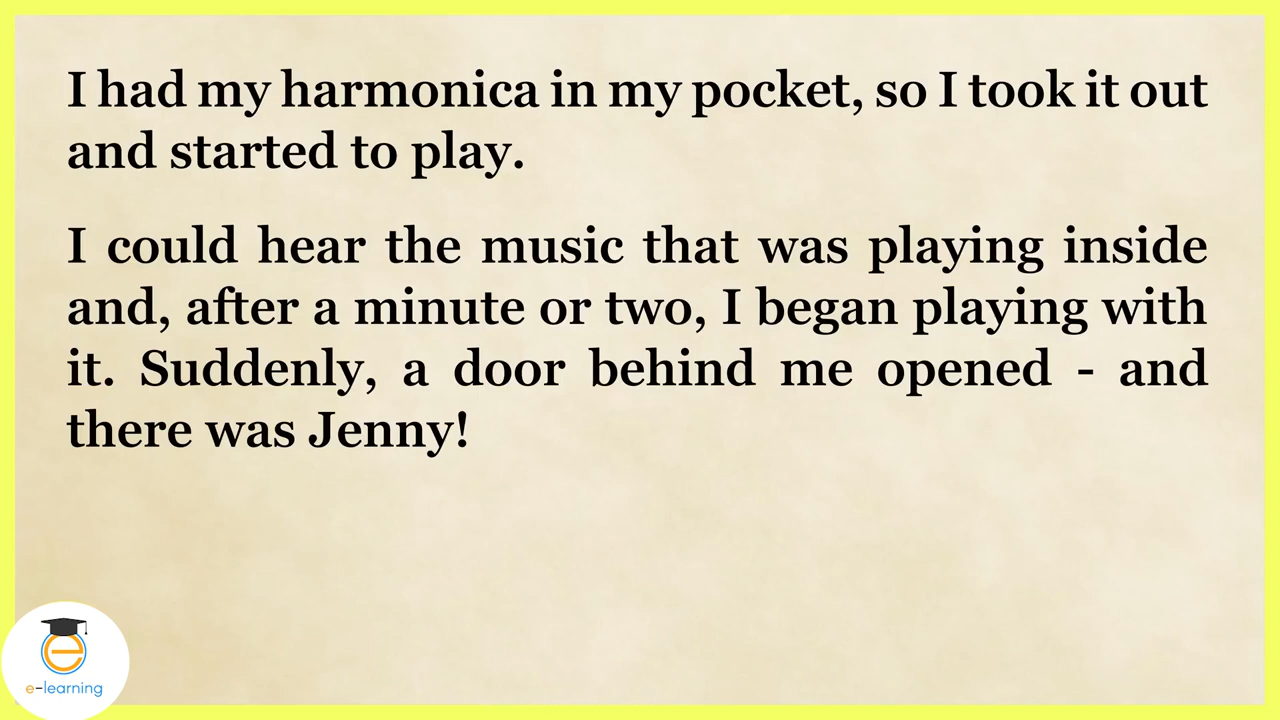 I had my harmonica in my pocket, so I took it out
and started to play.
I could hear the music that was playing inside
and, after a minute or two, I began playing with
it. Suddenly, a door behind me opened - and
there was Jenny!
e
e-learning